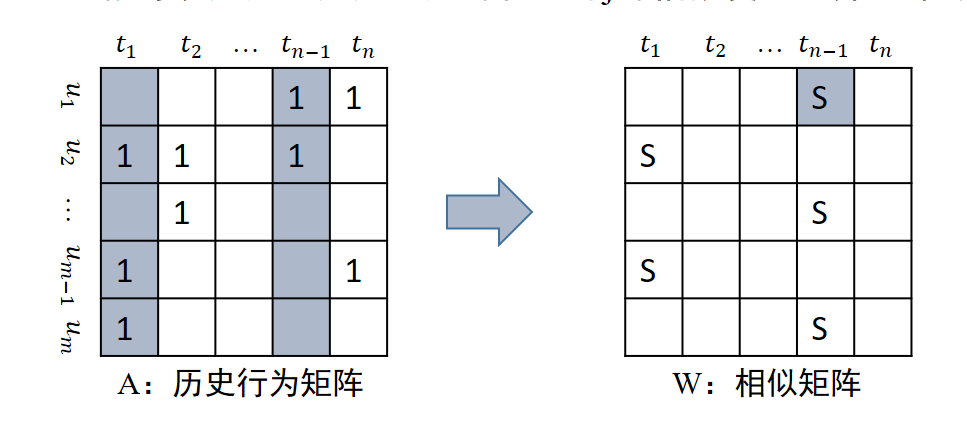 t₁ t₂ … tₙ₋₁ tₙ
u₁ 1 1
u₂ 1 1 1
… 1
uₘ₋₁ 1 1
uₘ 1
A：历史行为矩阵
t₁ t₂ … tₙ₋₁ tₙ
S
S
S
S
S
W：相似矩阵